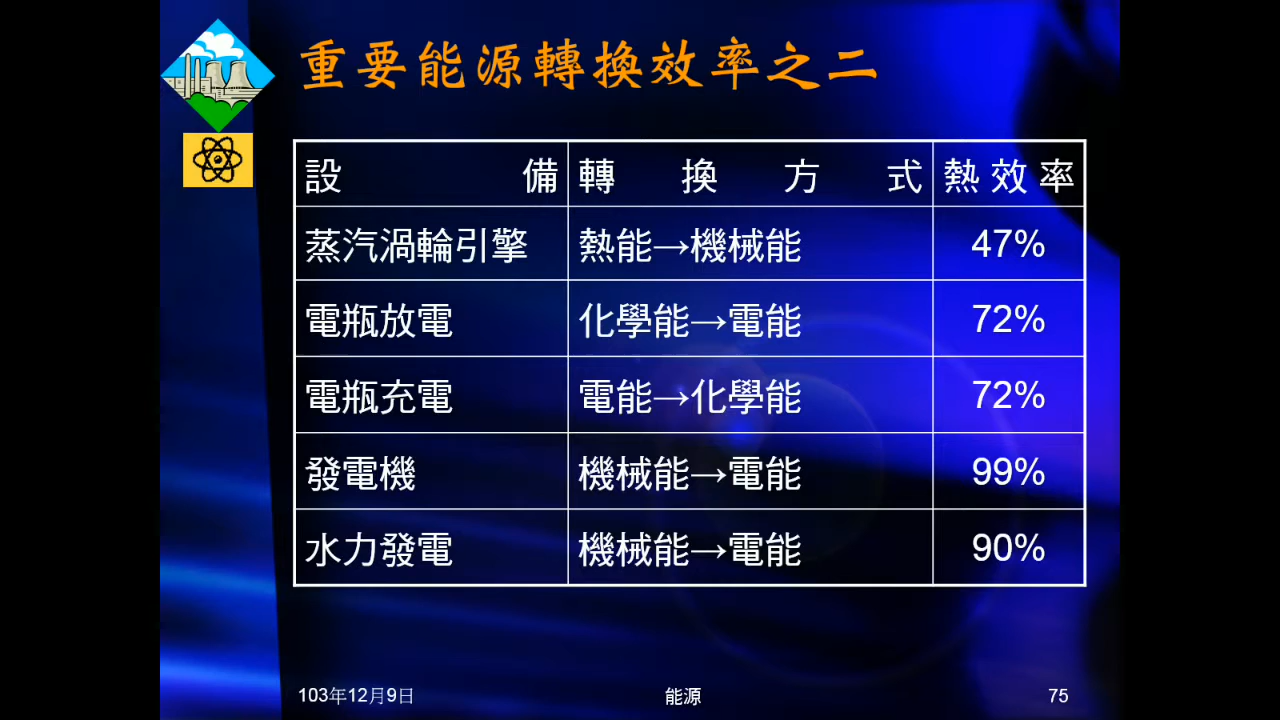 重要能源轉換效率之二
設備 轉換方式 熱效率
蒸汽渦輪引擎 熱能→機械能 47%
電瓶放電 化學能→電能 72%
電瓶充電 電能→化學能 72%
發電機 機械能→電能 99%
水力發電 機械能→電能 90%
103年12月9日 能源 75